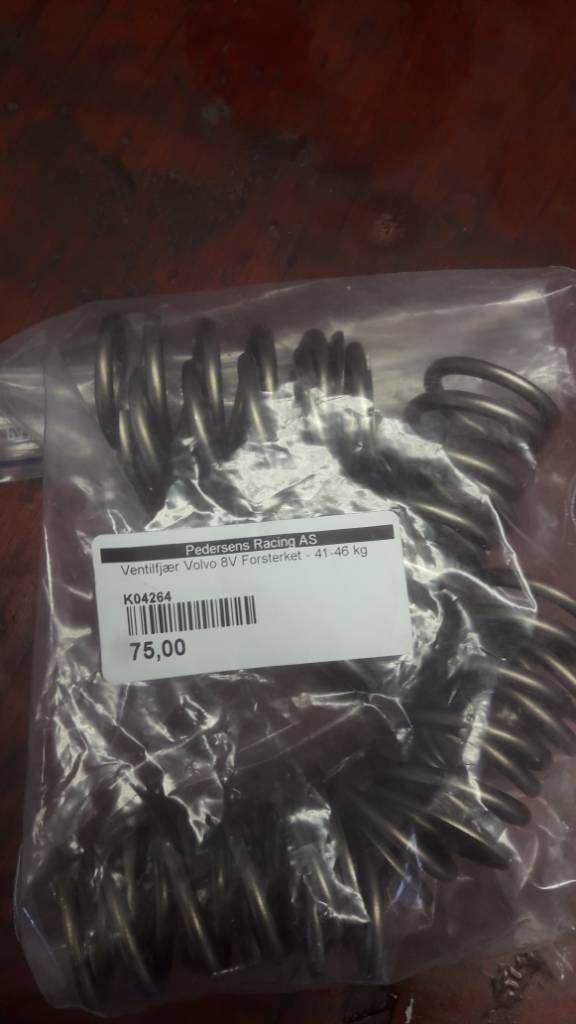 Pedersens Racing AS
Ventilfjær Volvo 8V Forsterket - 41-46 kg
K04264
75,00